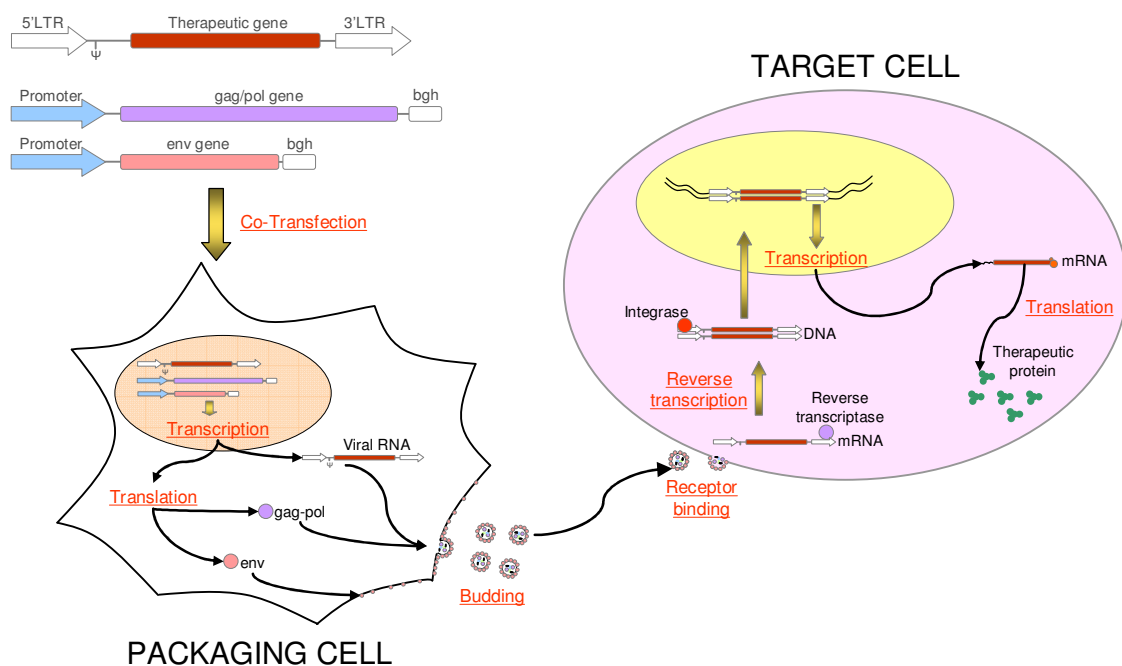 5'LTR Therapeutic gene 3'LTR
ψ
Promoter gag/pol gene bgh
Promoter env gene bgh
Co-Transfection
ψ
Transcription
Viral RNA
ψ
Translation
gag-pol
env
Budding
PACKAGING CELL
TARGET CELL
Transcription
mRNA
Translation
Integrase
DNA
Therapeutic
protein
Reverse
transcription
Reverse
transcriptase
mRNA
Receptor
binding